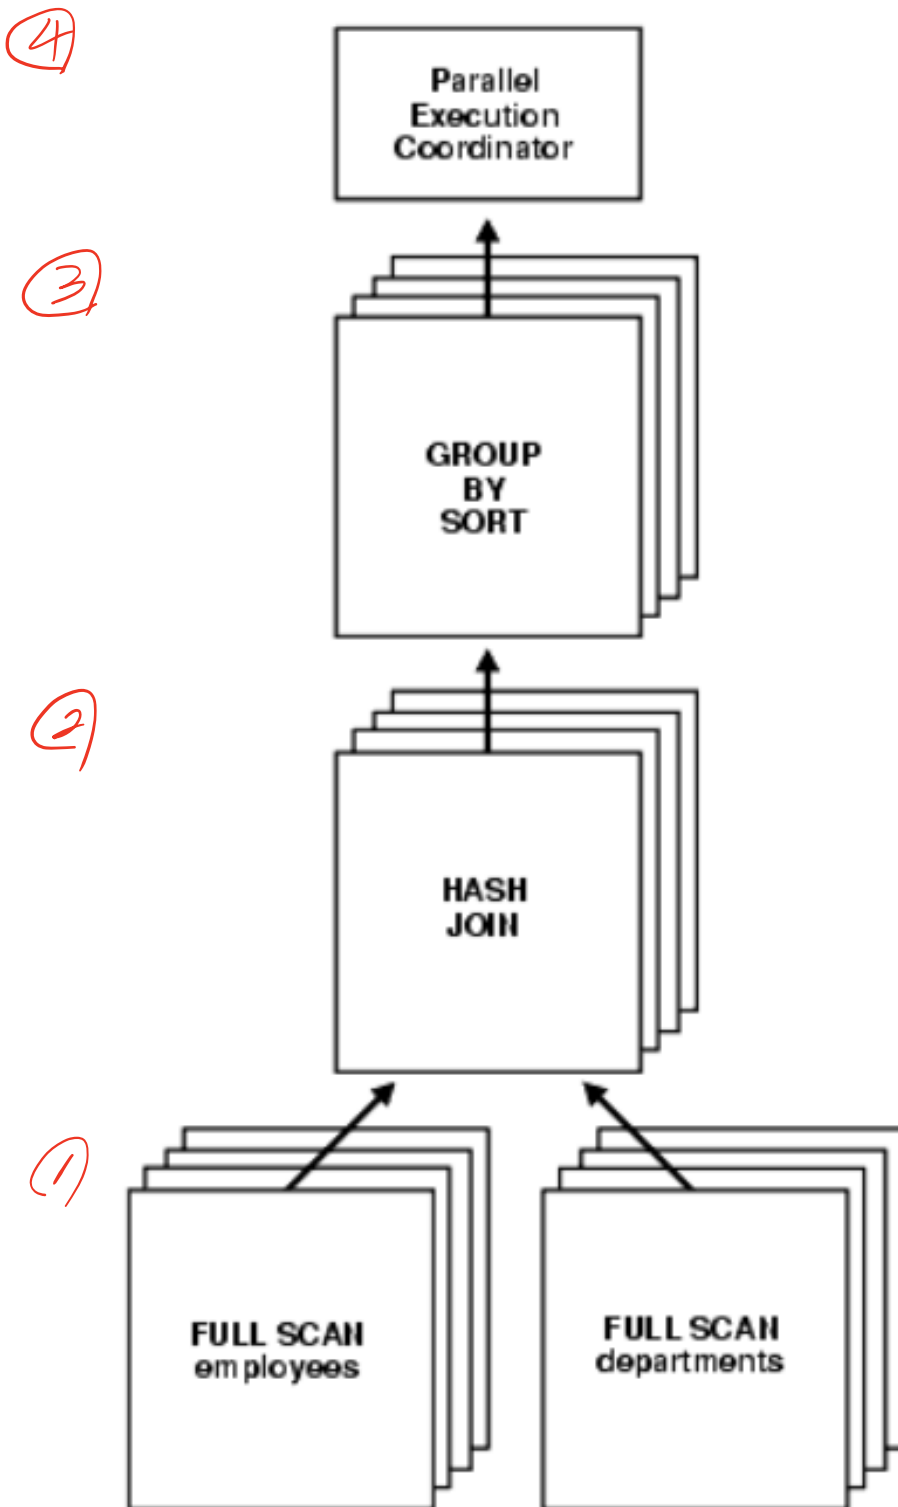 ④
Parallel
Execution
Coordinator
③
GROUP
BY
SORT
②
HASH
JOIN
①
FULL SCAN
employees
FULL SCAN
departments